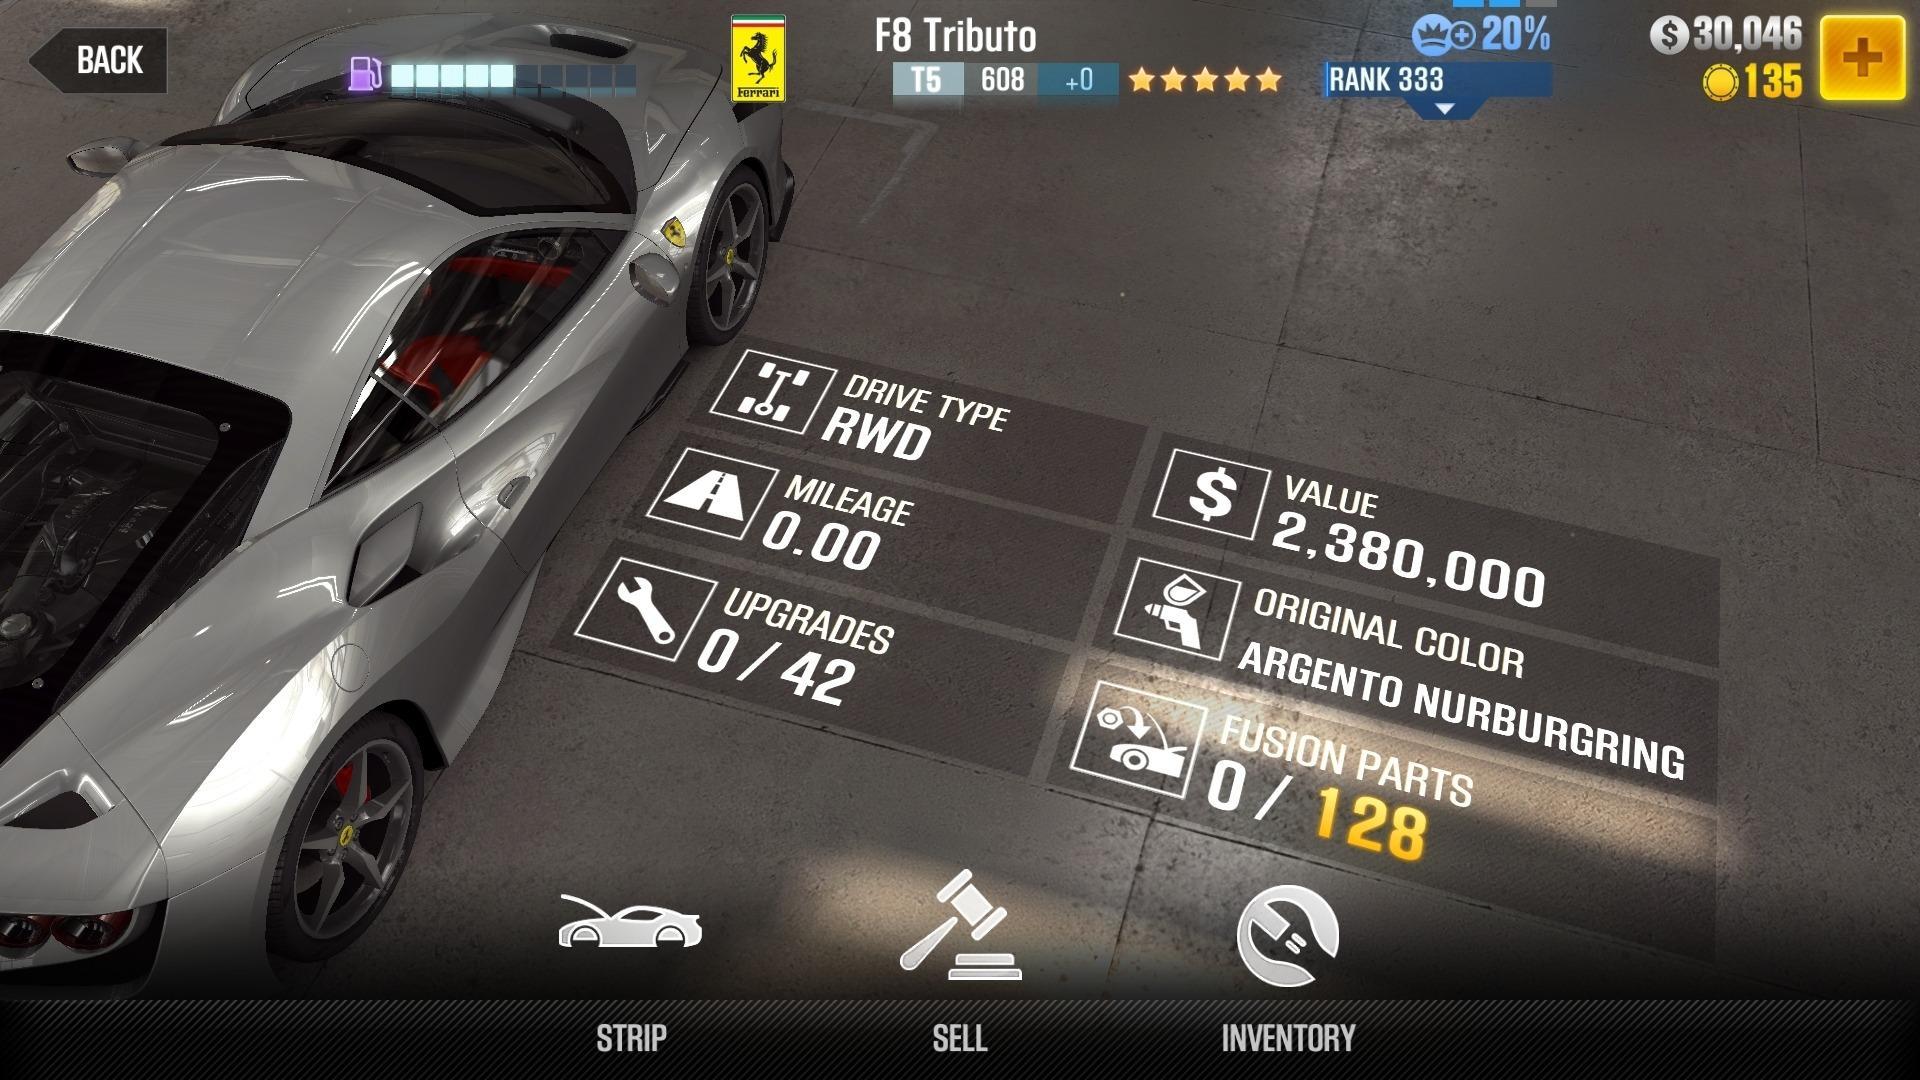 BACK
Ferrari
F8 Tributo
T5 608 +0
20%
RANK 333
$ 30,046
135
DRIVE TYPE
RWD
MILEAGE
0.00
UPGRADES
0 / 42
$ VALUE
2,380,000
ORIGINAL COLOR
ARGENTO NURBURGRING
FUSION PARTS
0 / 128
STRIP
SELL
INVENTORY